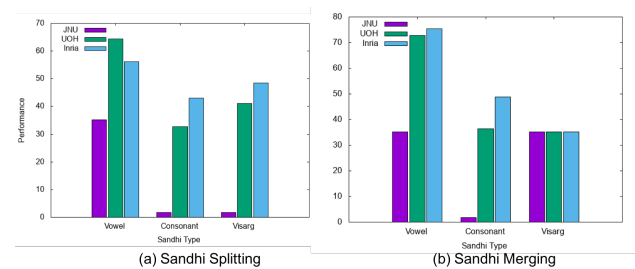 JNU
UOH
Inria
70
60
50
40
30
20
10
0
Performance
Vowel Consonant Visarg
Sandhi Type
(a) Sandhi Splitting
JNU
UOH
Inria
80
70
60
50
40
30
20
10
0
Vowel Consonant Visarg
Sandhi Type
(b) Sandhi Merging